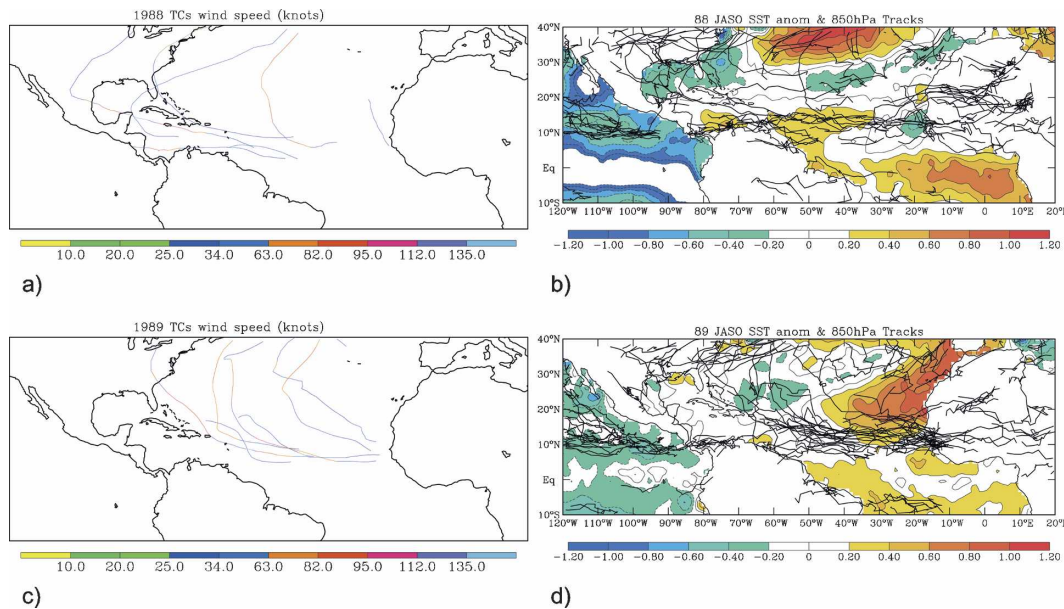 1988 TCs wind speed (knots)
10.0 20.0 25.0 34.0 63.0 82.0 95.0 112.0 135.0
a)
88 JASO SST anom & 850hPa Tracks
40°N
30°N
20°N
10°N
Eq
10°S
120°W 110°W 100°W 90°W 80°W 70°W 60°W 50°W 40°W 30°W 20°W 10°W 0° 10°E 20°E
-1.20 -1.00 -0.80 -0.60 -0.40 -0.20 0 0.20 0.40 0.60 0.80 1.00 1.20
b)
1989 TCs wind speed (knots)
10.0 20.0 25.0 34.0 63.0 82.0 95.0 112.0 135.0
c)
89 JASO SST anom & 850hPa Tracks
40°N
30°N
20°N
10°N
Eq
10°S
120°W 110°W 100°W 90°W 80°W 70°W 60°W 50°W 40°W 30°W 20°W 10°W 0° 10°E 20°E
-1.20 -1.00 -0.80 -0.60 -0.40 -0.20 0 0.20 0.40 0.60 0.80 1.00 1.20
d)